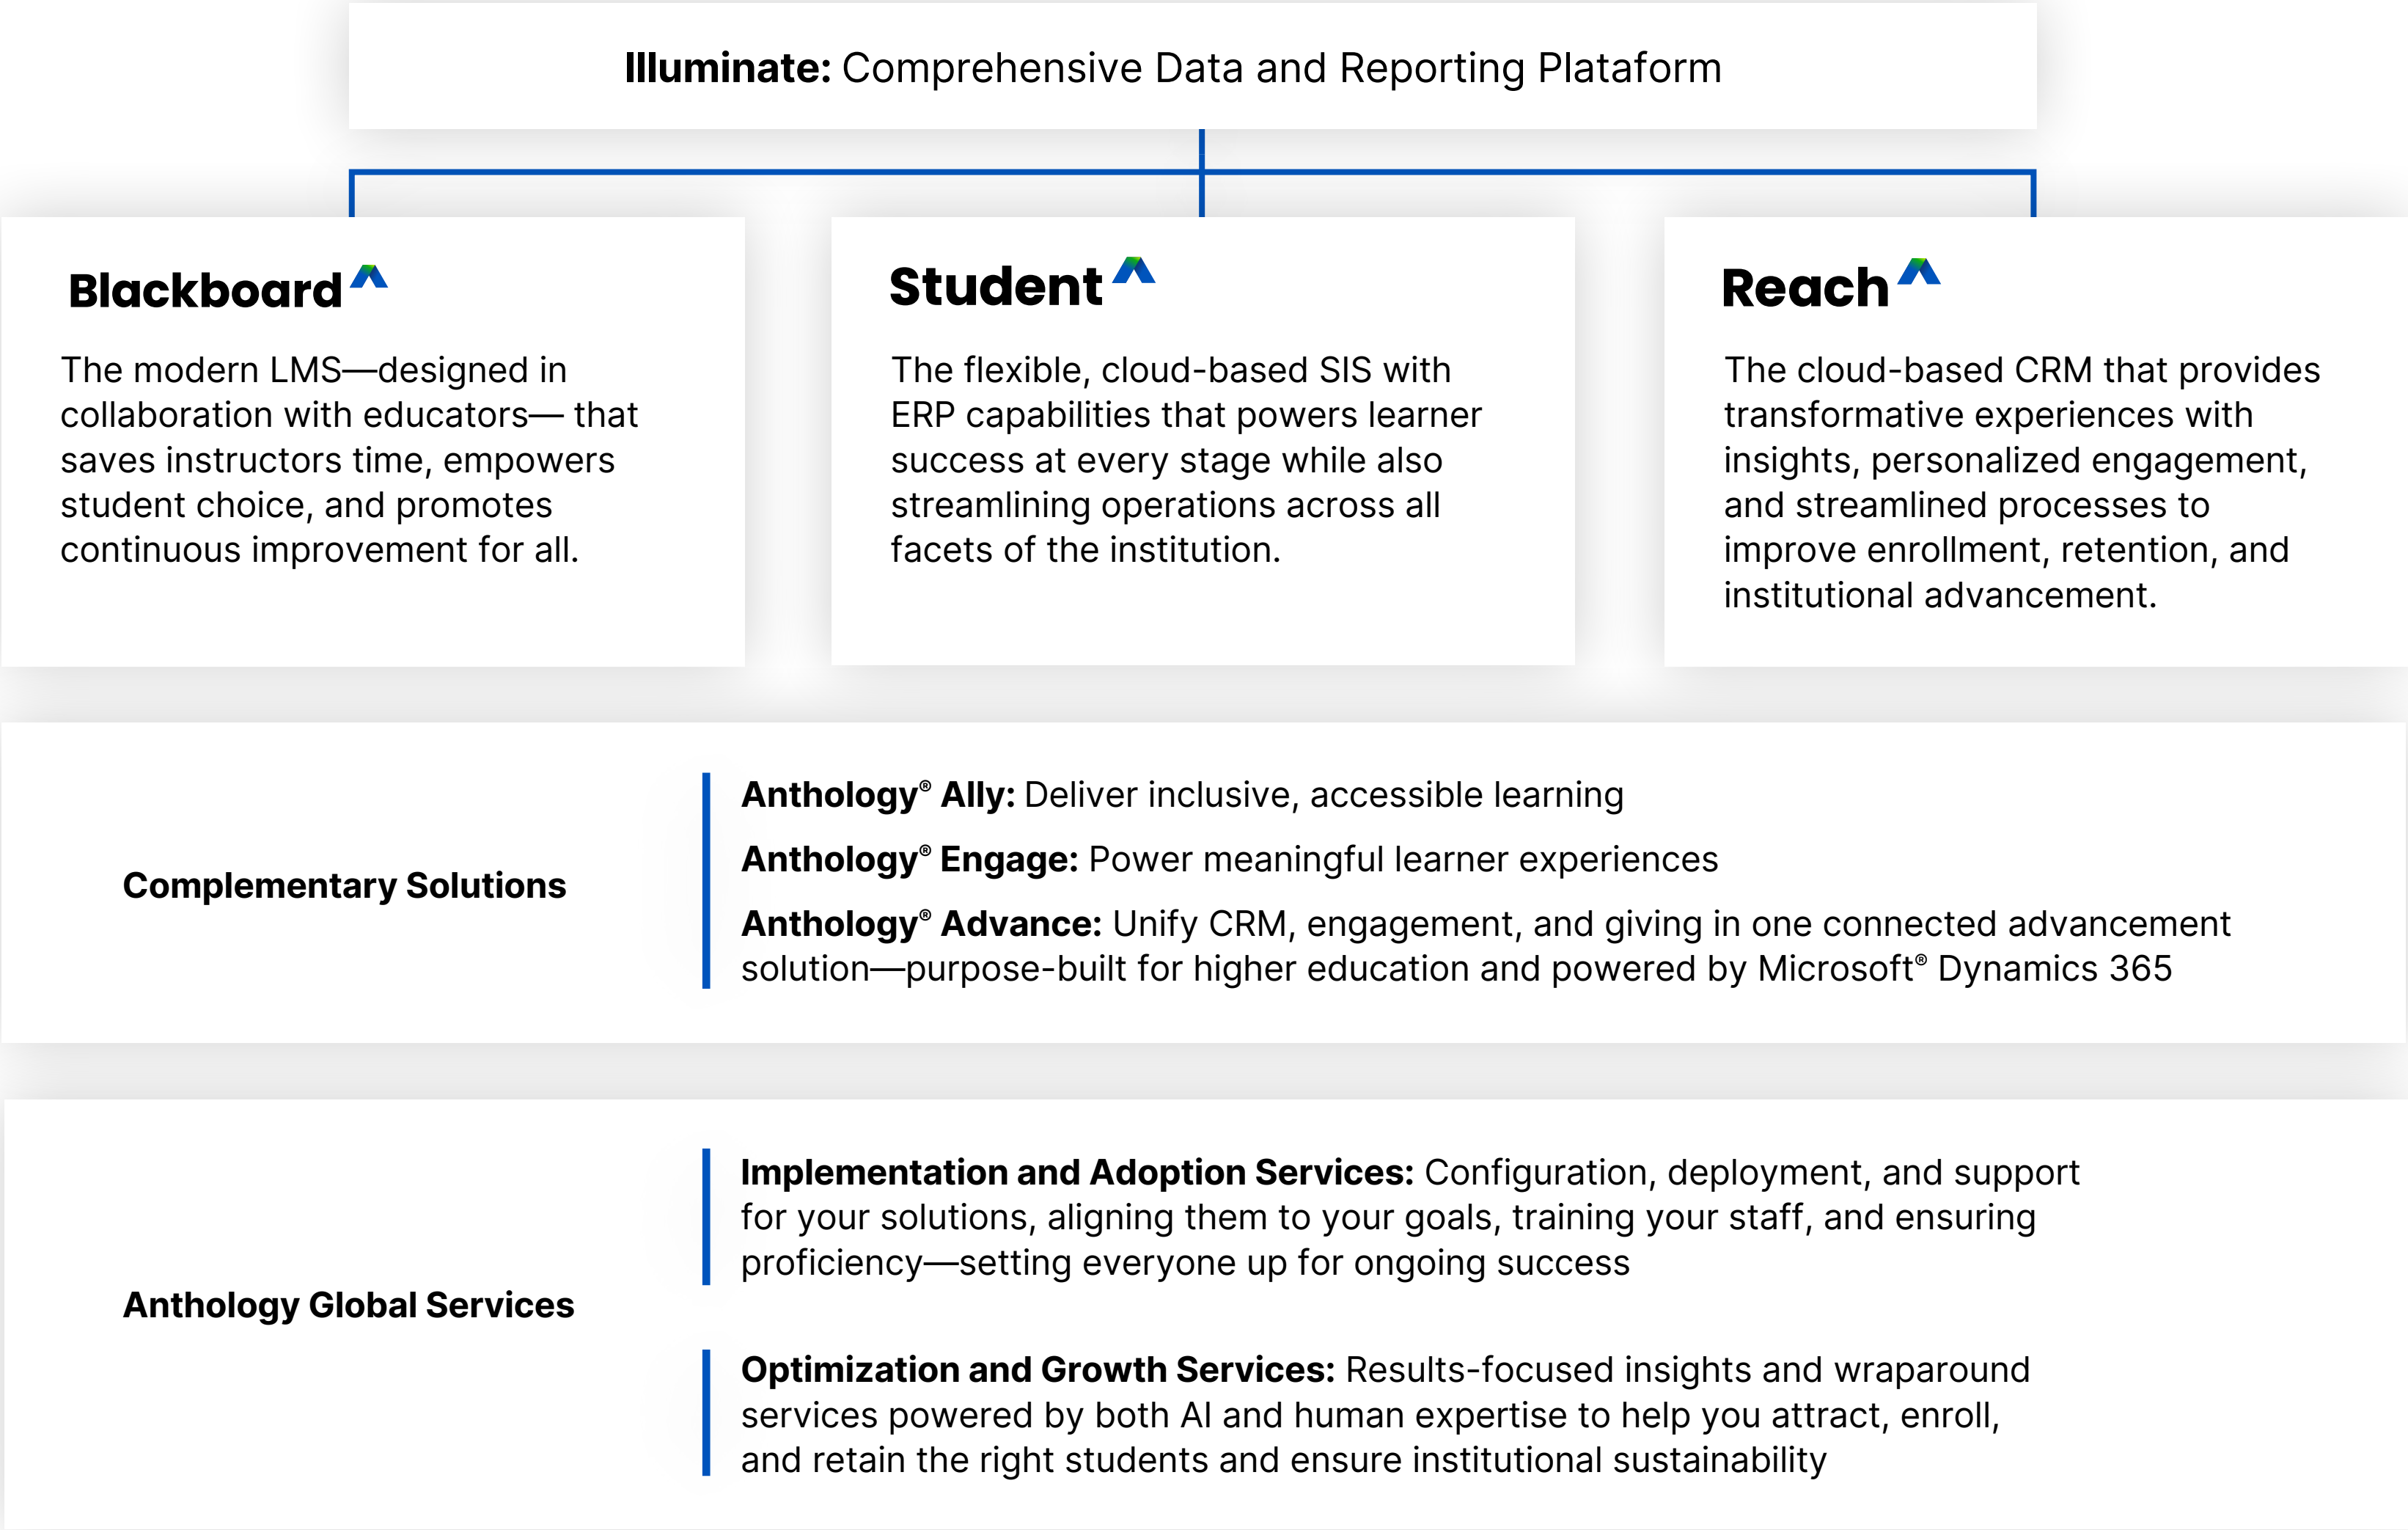 Illuminate: Comprehensive Data and Reporting Plataform
Blackboard
The modern LMS—designed in
collaboration with educators— that
saves instructors time, empowers
student choice, and promotes
continuous improvement for all.
Student
The flexible, cloud-based SIS with
ERP capabilities that powers learner
success at every stage while also
streamlining operations across all
facets of the institution.
Reach
The cloud-based CRM that provides
transformative experiences with
insights, personalized engagement,
and streamlined processes to
improve enrollment, retention, and
institutional advancement.
Complementary Solutions
Anthology® Ally: Deliver inclusive, accessible learning
Anthology® Engage: Power meaningful learner experiences
Anthology® Advance: Unify CRM, engagement, and giving in one connected advancement
solution—purpose-built for higher education and powered by Microsoft® Dynamics 365
Anthology Global Services
Implementation and Adoption Services: Configuration, deployment, and support
for your solutions, aligning them to your goals, training your staff, and ensuring
proficiency—setting everyone up for ongoing success
Optimization and Growth Services: Results-focused insights and wraparound
services powered by both AI and human expertise to help you attract, enroll,
and retain the right students and ensure institutional sustainability